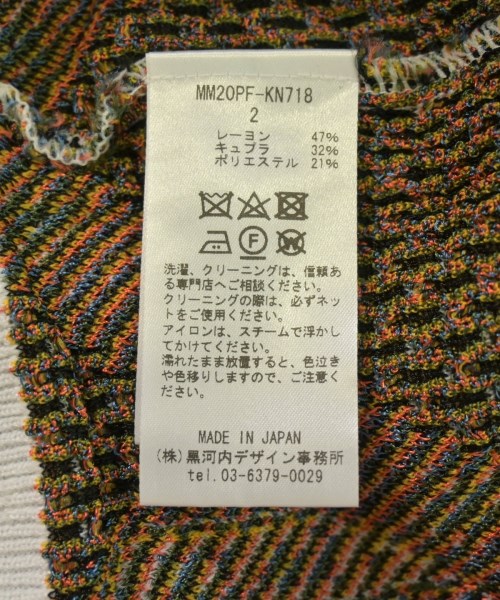 MM20PF-KN718
2
レーヨン 47%
キュプラ 32%
ポリエステル 21%
F W
洗濯、クリーニングは、信頼あ
る専門店へご相談ください。
クリーニングの際は、必ずネッ
トをご使用ください。
アイロンは、スチームで浮かし
てかけてください。
濡れたまま放置すると、色泣き
や色移りしますので、ご注意く
ださい。
MADE IN JAPAN
(株)黒河内デザイン事務所
tel.03-6379-0029